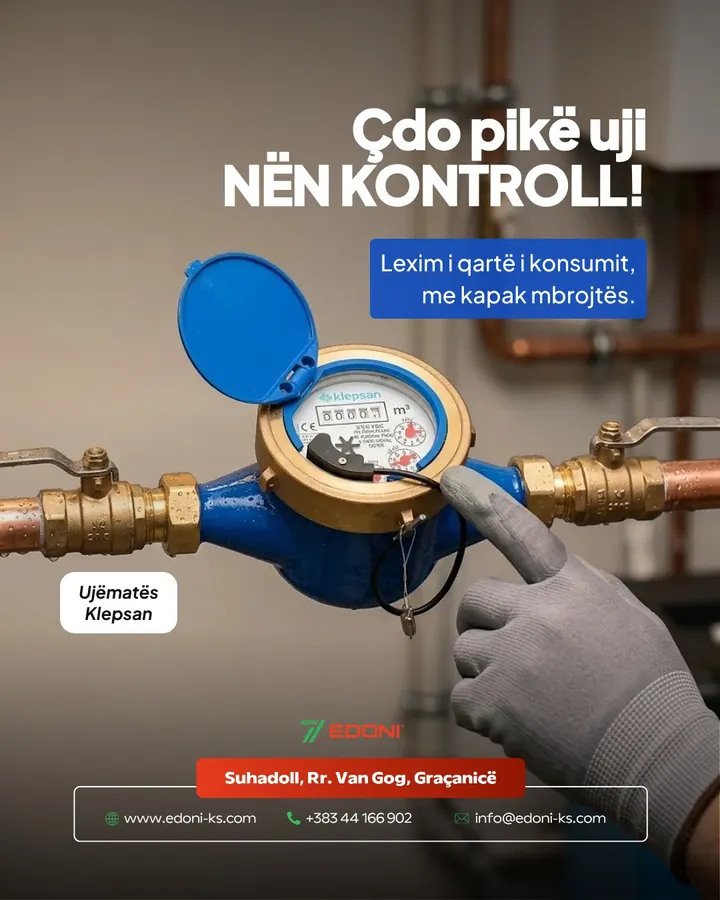 Çdo pikë uji
NËN KONTROLL!
Lexim i qartë i konsumit,
me kapak mbrojtës.
klepsan
m³
Ujëmatës
Klepsan
EDONI
Suhadoll, Rr. Van Gog, Graçanicë
www.edoni-ks.com
+383 44 166 902
info@edoni-ks.com